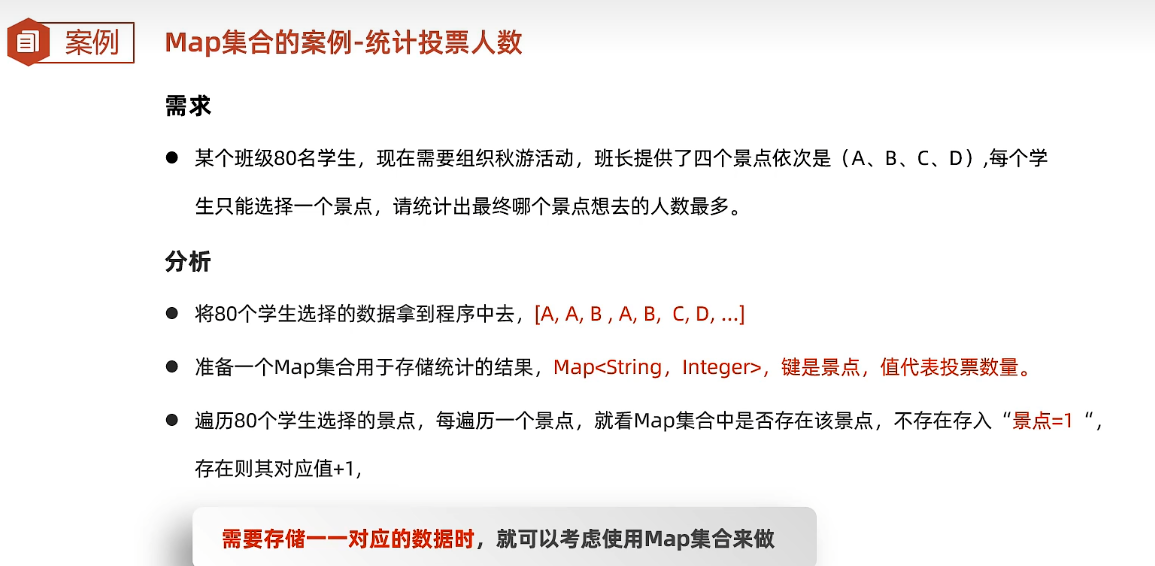 案例
Map集合的案例-统计投票人数
需求
● 某个班级80名学生，现在需要组织秋游活动，班长提供了四个景点依次是（A、B、C、D）,每个学
生只能选择一个景点，请统计出最终哪个景点想去的人数最多。
分析
● 将80个学生选择的数据拿到程序中去，[A, A, B , A, B,  C, D, ...]
● 准备一个Map集合用于存储统计的结果，Map<String，Integer>，键是景点，值代表投票数量。
● 遍历80个学生选择的景点，每遍历一个景点，就看Map集合中是否存在该景点，不存在存入“景点=1 “，
存在则其对应值+1,
需要存储一一对应的数据时，就可以考虑使用Map集合来做